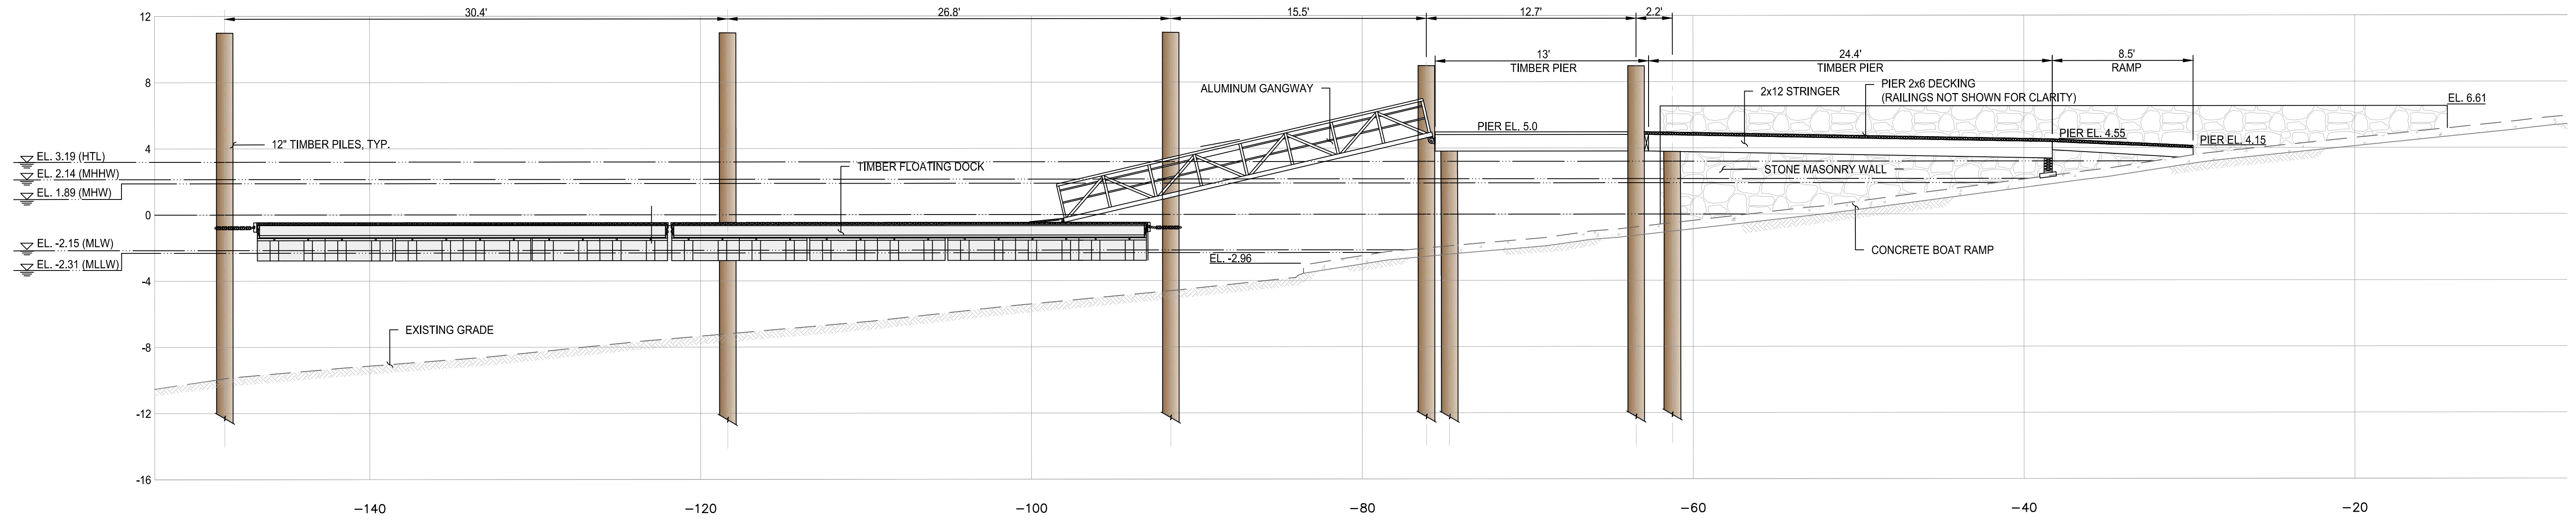 30.4'
26.8'
15.5'
12.7'
2.2'
13'
TIMBER PIER
24.4'
TIMBER PIER
8.5'
RAMP
12
8
4
0
-4
-8
-12
-16
ALUMINUM GANGWAY
2x12 STRINGER
PIER 2x6 DECKING
(RAILINGS NOT SHOWN FOR CLARITY)
EL. 6.61
PIER EL. 5.0
PIER EL. 4.55
PIER EL. 4.15
12" TIMBER PILES, TYP.
EL. 3.19 (HTL)
EL. 2.14 (MHHW)
EL. 1.89 (MHW)
TIMBER FLOATING DOCK
STONE MASONRY WALL
EL. -2.15 (MLW)
EL. -2.31 (MLLW)
EL. -2.96
CONCRETE BOAT RAMP
EXISTING GRADE
-140
-120
-100
-80
-60
-40
-20